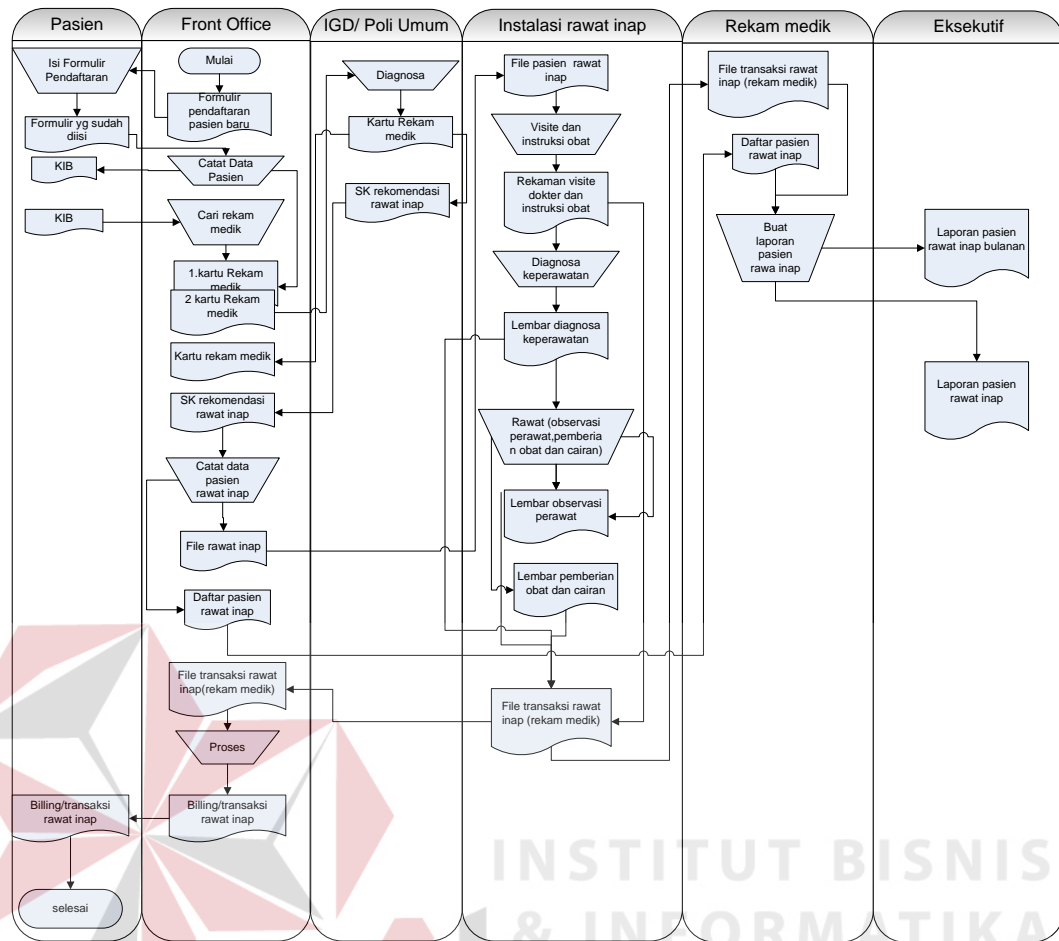 Pasien
Front Office
IGD/ Poli Umum
Instalasi rawat inap
Rekam medik
Eksekutif
Isi Formulir
Pendaftaran
Formulir yg sudah
diisi
KIB
KIB
Billing/transaksi
rawat inap
selesai
Mulai
Formulir
pendaftaran
pasien baru
Catat Data
Pasien
Cari rekam
medik
1.kartu Rekam
medik
2 kartu Rekam
medik
Kartu rekam medik
SK rekomendasi
rawat inap
Catat data
pasien
rawat inap
File rawat inap
Daftar pasien
rawat inap
File transaksi rawat
inap(rekam medik)
Proses
Billing/transaksi
rawat inap
Diagnosa
Kartu Rekam
medik
SK rekomendasi
rawat inap
File pasien rawat
inap
Visite dan
instruksi obat
Rekaman visite
dokter dan
instruksi obat
Diagnosa
keperawatan
Lembar diagnosa
keperawatan
Rawat (observasi
perawat,pemberia
n obat dan cairan)
Lembar observasi
perawat
Lembar pemberian
obat dan cairan
File transaksi rawat
inap (rekam medik)
File transaksi rawat
inap (rekam medik)
Daftar pasien
rawat inap
Buat
laporan
pasien
rawa inap
Laporan pasien
rawat inap bulanan
Laporan pasien
rawat inap
INSTITUT BISNIS
& INFORMATIKA